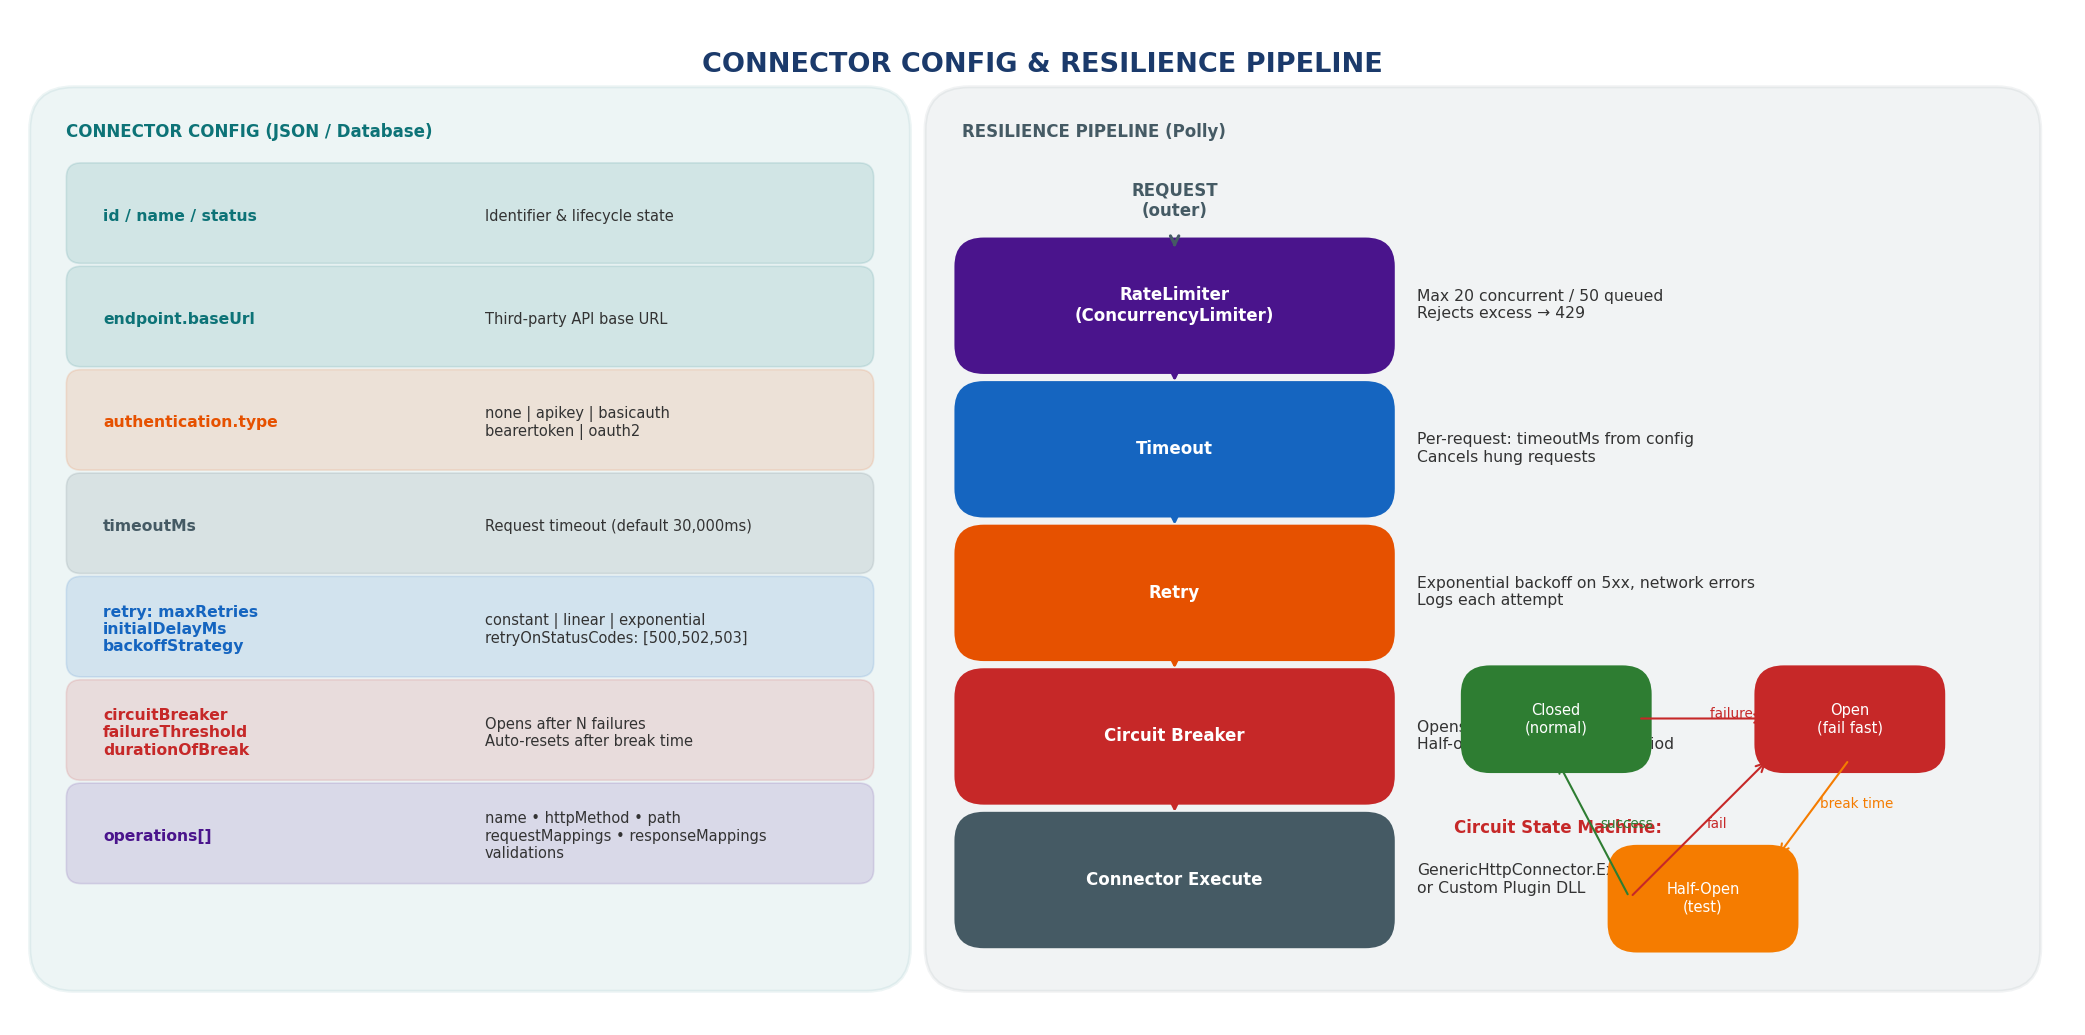 CONNECTOR CONFIG & RESILIENCE PIPELINE
CONNECTOR CONFIG (JSON / Database)
id / name / status
Identifier & lifecycle state
endpoint.baseUrl
Third-party API base URL
authentication.type
none | apikey | basicauth
bearertoken | oauth2
timeoutMs
Request timeout (default 30,000ms)
retry: maxRetries
initialDelayMs
backoffStrategy
constant | linear | exponential
retryOnStatusCodes: [500,502,503]
circuitBreaker
failureThreshold
durationOfBreak
Opens after N failures
Auto-resets after break time
operations[]
name • httpMethod • path
requestMappings • responseMappings
validations
RESILIENCE PIPELINE (Polly)
REQUEST
(outer)
RateLimiter
(ConcurrencyLimiter)
Max 20 concurrent / 50 queued
Rejects excess → 429
Timeout
Per-request: timeoutMs from config
Cancels hung requests
Retry
Exponential backoff on 5xx, network errors
Logs each attempt
Circuit Breaker
Opens
Closed
(normal)
Open
(fail fast)
break time
success
fail
Circuit State Machine:
Connector Execute
GenericHttpConnector.
or Custom Plugin DLL
Half-Open
(test)